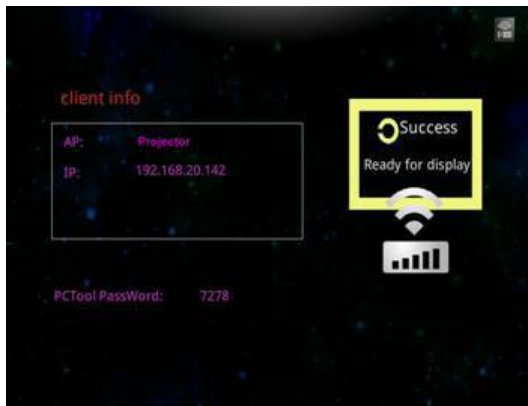 client info
AP: Projector
IP: 192.168.20.142
PCTool PassWord: 7278
Success
Ready for display